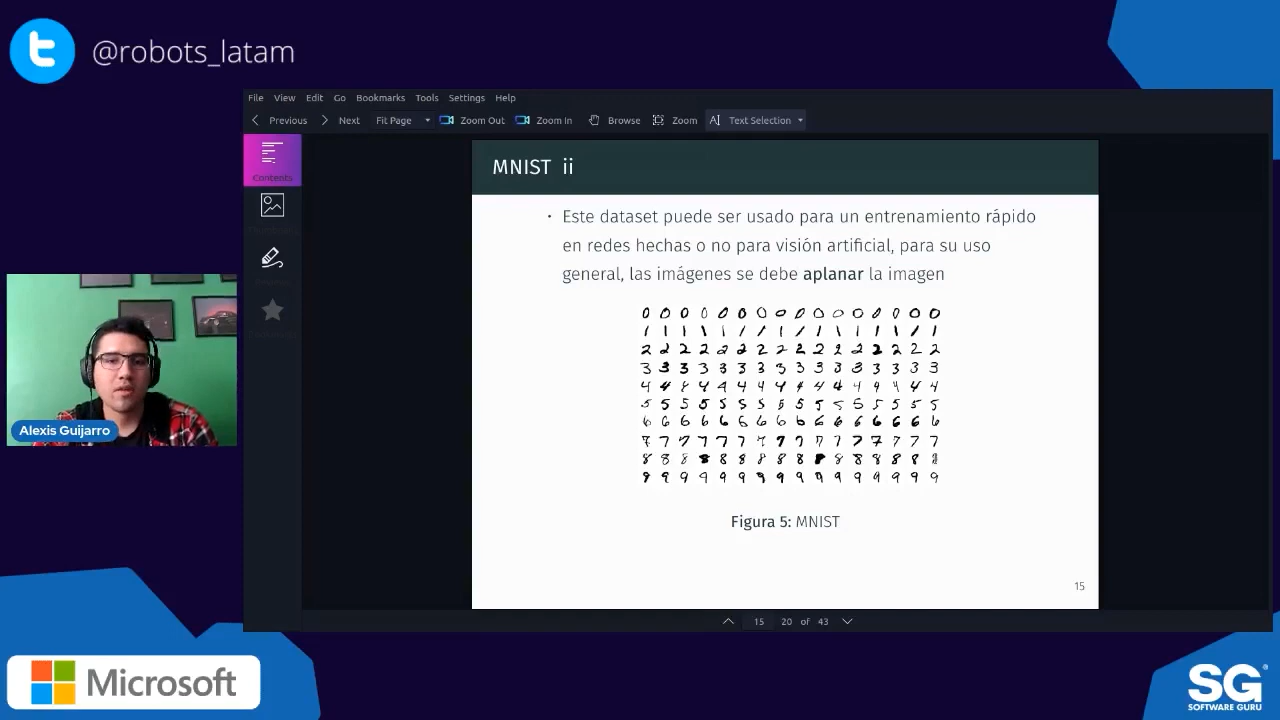 @robots_latam
File View Edit Go Bookmarks Tools Settings Help
Previous Next Fit Page Zoom Out Zoom In Browse Zoom Text Selection
Contents
MNIST ii
• Este dataset puede ser usado para un entrenamiento rápido
en redes hechas o no para visión artificial, para su uso
general, las imágenes se debe aplanar la imagen
0 0 0 0 0 0 0 0 0 0 0 0 0 0 0 0
1 1 1 1 1 1 1 1 1 1 1 1 1 1 1 1
2 2 2 2 2 2 2 2 2 2 2 2 2 2 2 2
3 3 3 3 3 3 3 3 3 3 3 3 3 3 3 3
4 4 4 4 4 4 4 4 4 4 4 4 4 4 4 4
5 5 5 5 5 5 5 5 5 5 5 5 5 5 5 5
6 6 6 6 6 6 6 6 6 6 6 6 6 6 6 6
7 7 7 7 7 7 7 7 7 7 7 7 7 7 7 7
8 8 8 8 8 8 8 8 8 8 8 8 8 8 8 8
9 9 9 9 9 9 9 9 9 9 9 9 9 9 9 9
Figura 5: MNIST
15
Alexis Guijarro
15 20 of 43
Microsoft
SG
SOFTWARE GURU